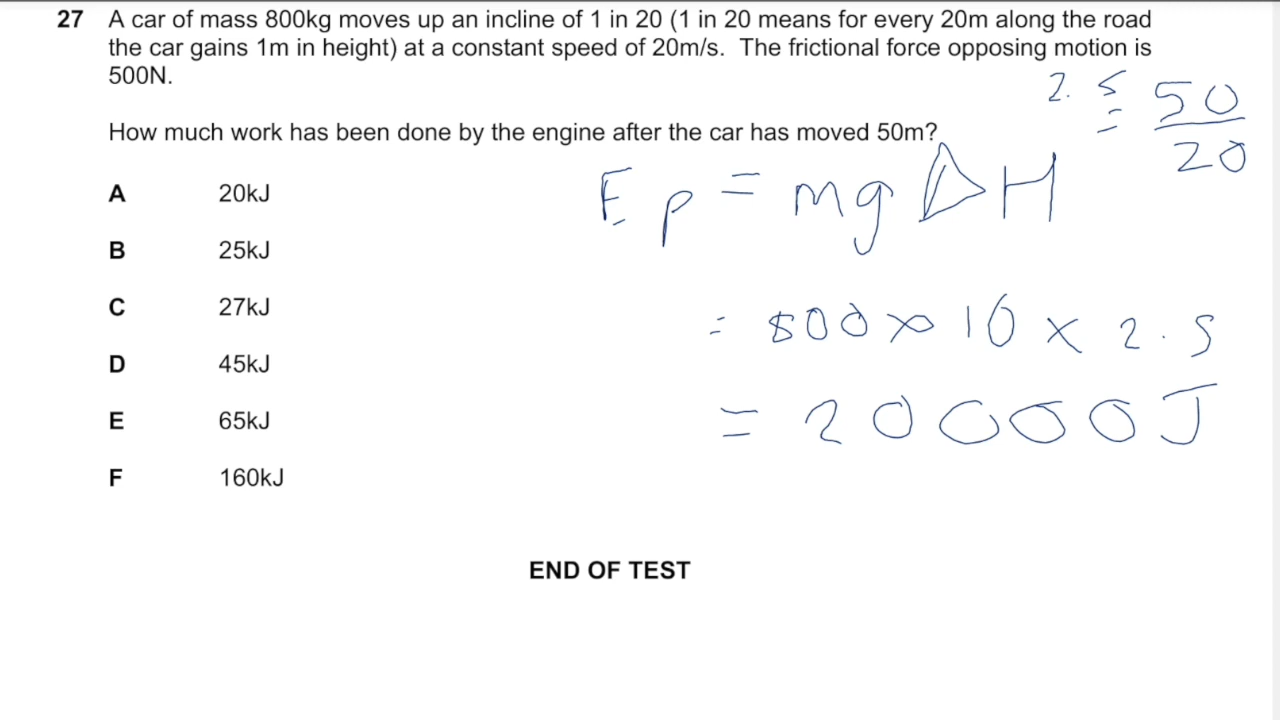 27 A car of mass 800kg moves up an incline of 1 in 20 (1 in 20 means for every 20m along the road
the car gains 1m in height) at a constant speed of 20m/s. The frictional force opposing motion is
500N.
2.5 = 50/20
How much work has been done by the engine after the car has moved 50m?
A 20kJ
Ep = mg∆H
B 25kJ
C 27kJ
= 800 × 10 × 2.5
D 45kJ
E 65kJ
= 20000J
F 160kJ
END OF TEST